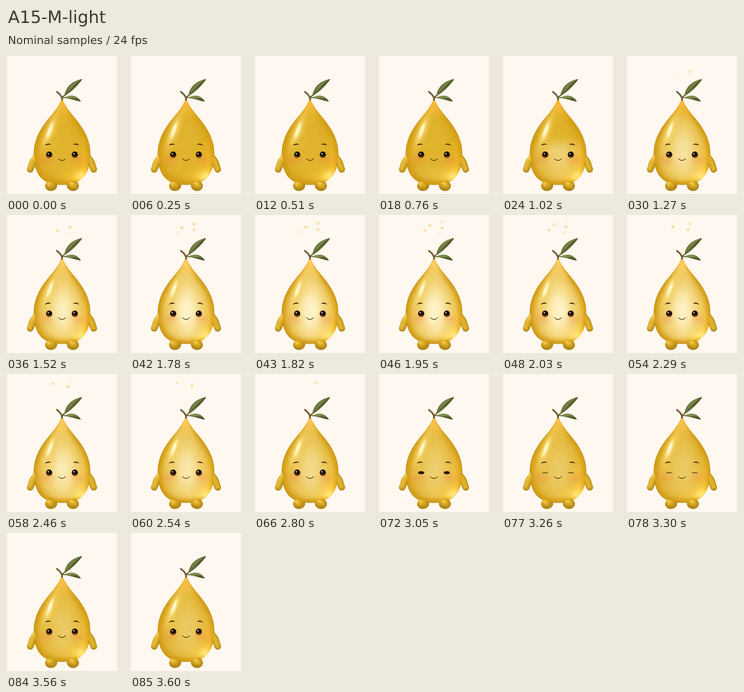 A15-M-light
Nominal samples / 24 fps
000 0.00 s
006 0.25 s
012 0.51 s
018 0.76 s
024 1.02 s
030 1.27 s
036 1.52 s
042 1.78 s
043 1.82 s
046 1.95 s
048 2.03 s
054 2.29 s
058 2.46 s
060 2.54 s
066 2.80 s
072 3.05 s
077 3.26 s
078 3.30 s
084 3.56 s
085 3.60 s